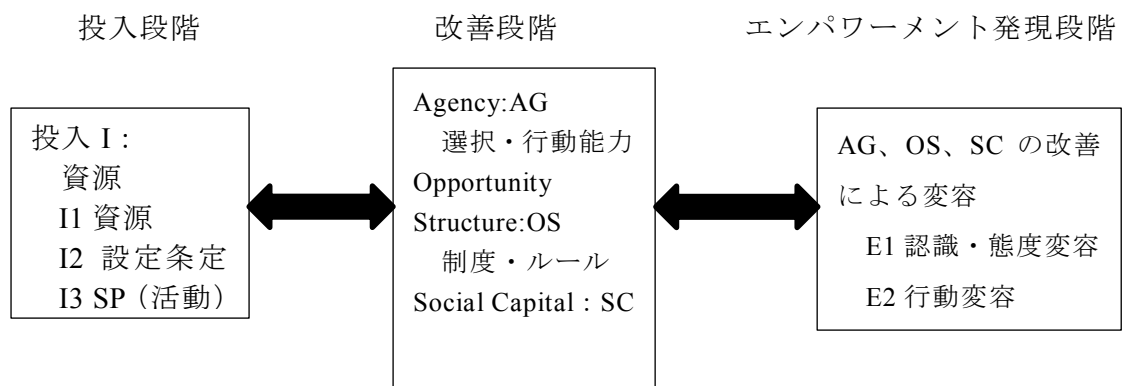 投入段階
改善段階
エンパワーメント発現段階
投入 I：
資源
I1 資源
I2 設定条定
I3 SP（活動）
Agency:AG
選択・行動能力
Opportunity
Structure:OS
制度・ルール
Social Capital：SC
AG、OS、SC の改善
による変容
E1 認識・態度変容
E2 行動変容